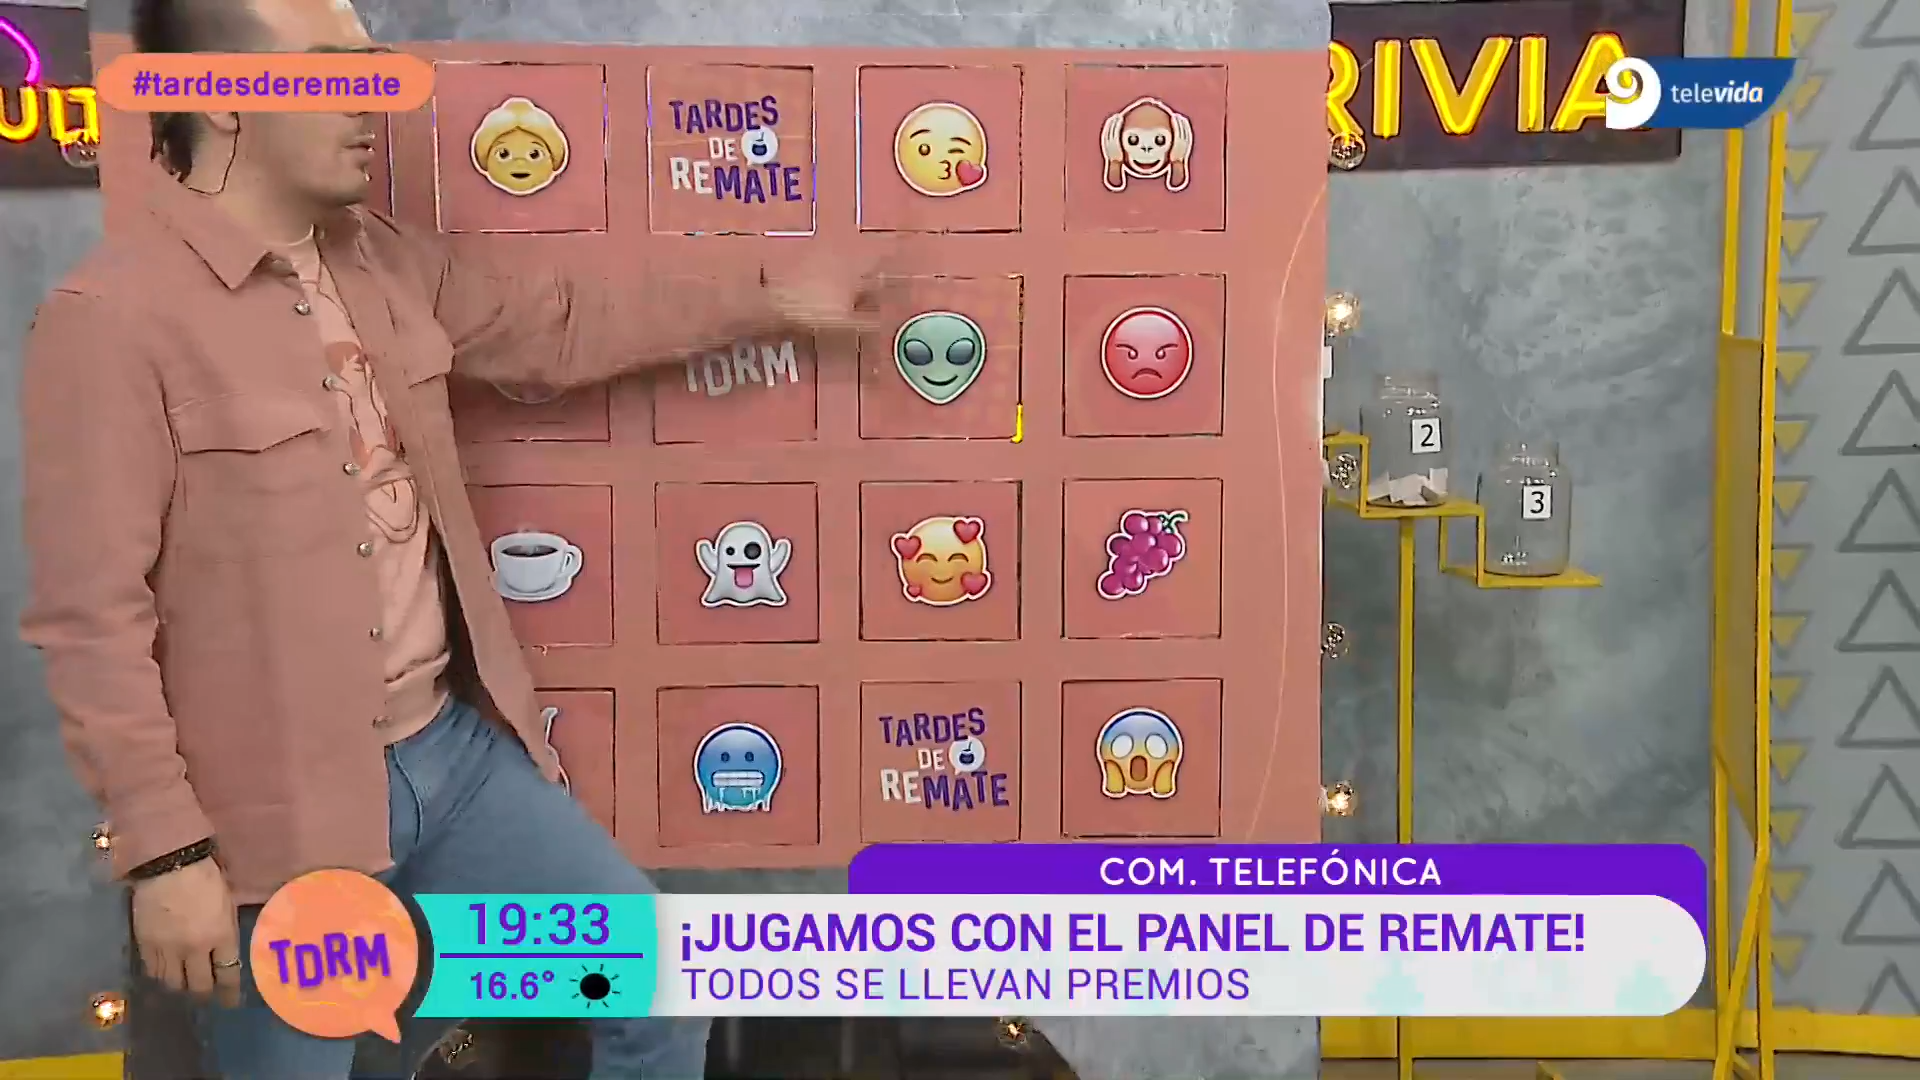 #tardesderemate
TARDES
DE
REMATE
RIVIA
9 televida
TDRM
2
3
TARDES
DE
REMATE
COM. TELEFÓNICA
TDRM
19:33
16.6°
¡JUGAMOS CON EL PANEL DE REMATE!
TODOS SE LLEVAN PREMIOS